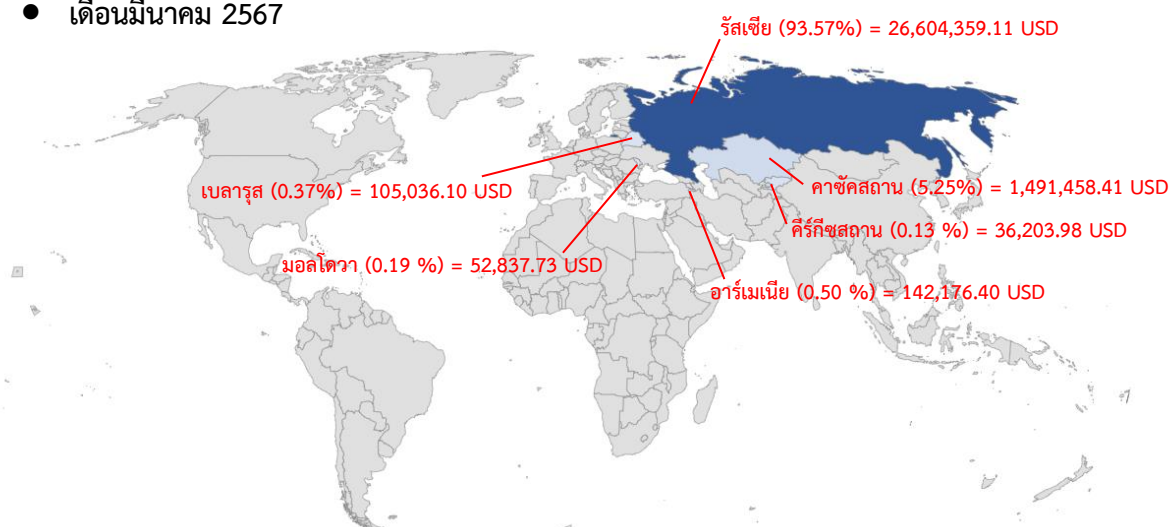 ● เดือนมีนาคม 2567
รัสเซีย (93.57%) = 26,604,359.11 USD
เบลารุส (0.37%) = 105,036.10 USD
คาซัคสถาน (5.25%) = 1,491,458.41 USD
คีร์กีซสถาน (0.13 %) = 36,203.98 USD
มอลโดวา (0.19 %) = 52,837.73 USD
อาร์เมเนีย (0.50 %) = 142,176.40 USD